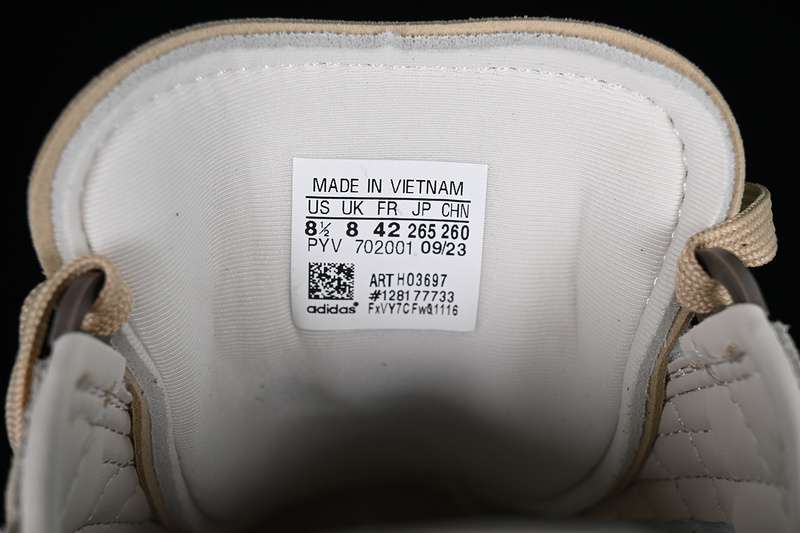 MADE IN VIETNAM
US UK FR JP CHN
8½ 8 42 265 260
PYV 702001 09/23
ART H03697
#128177733
adidas® FxVY7CFwQ1116